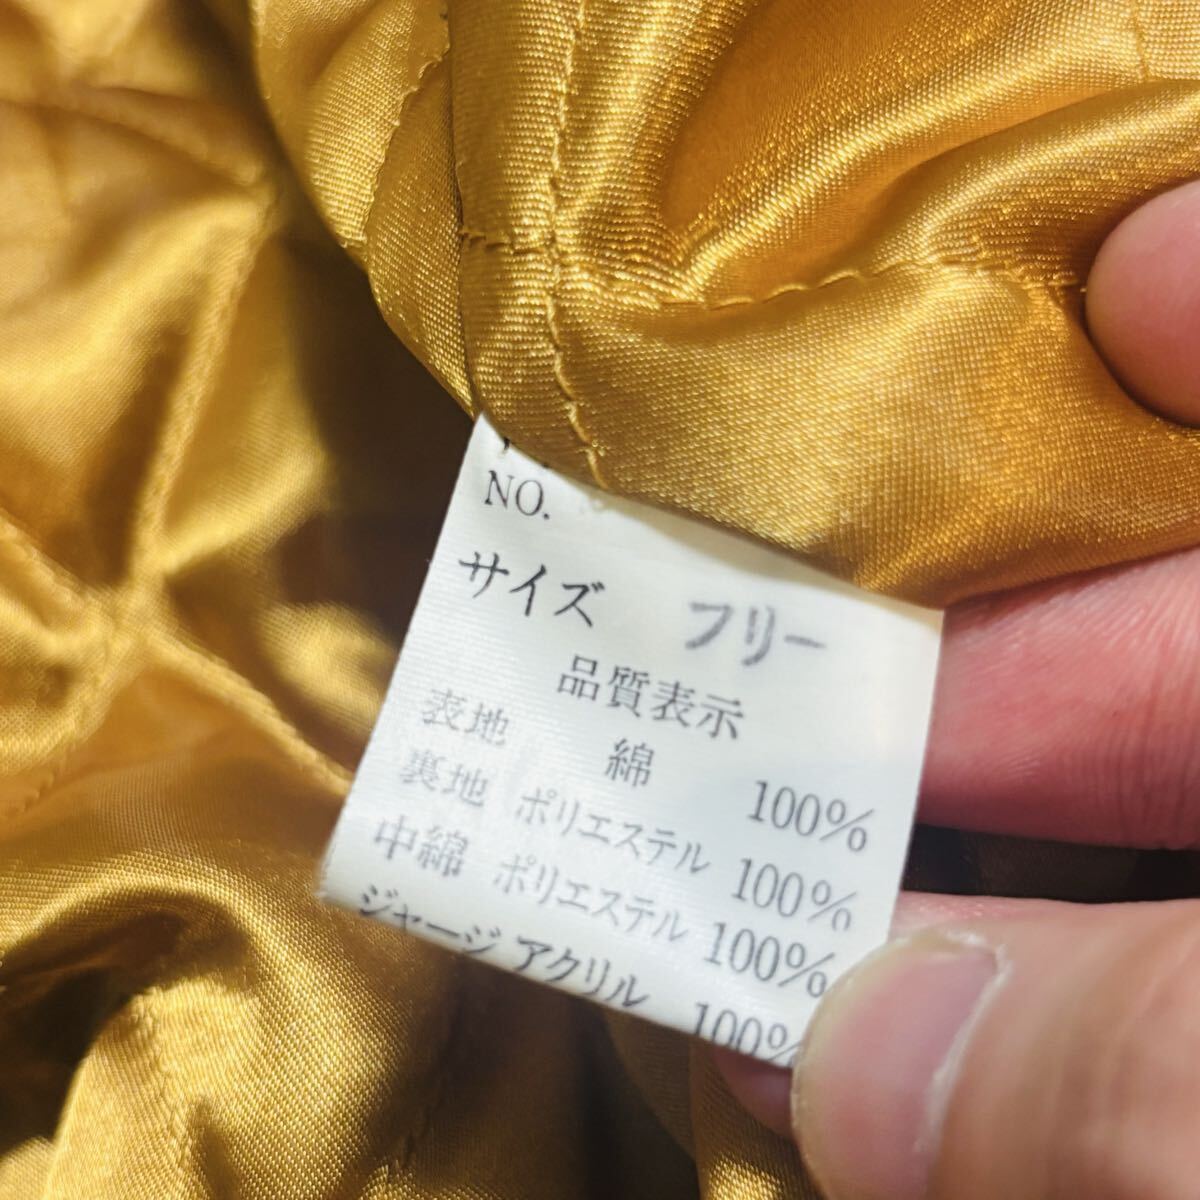 NO.
サイズ フリー
品質表示
表地 綿 100%
裏地 ポリエステル 100%
中綿 ポリエステル 100%
ジャージ アクリル 100%